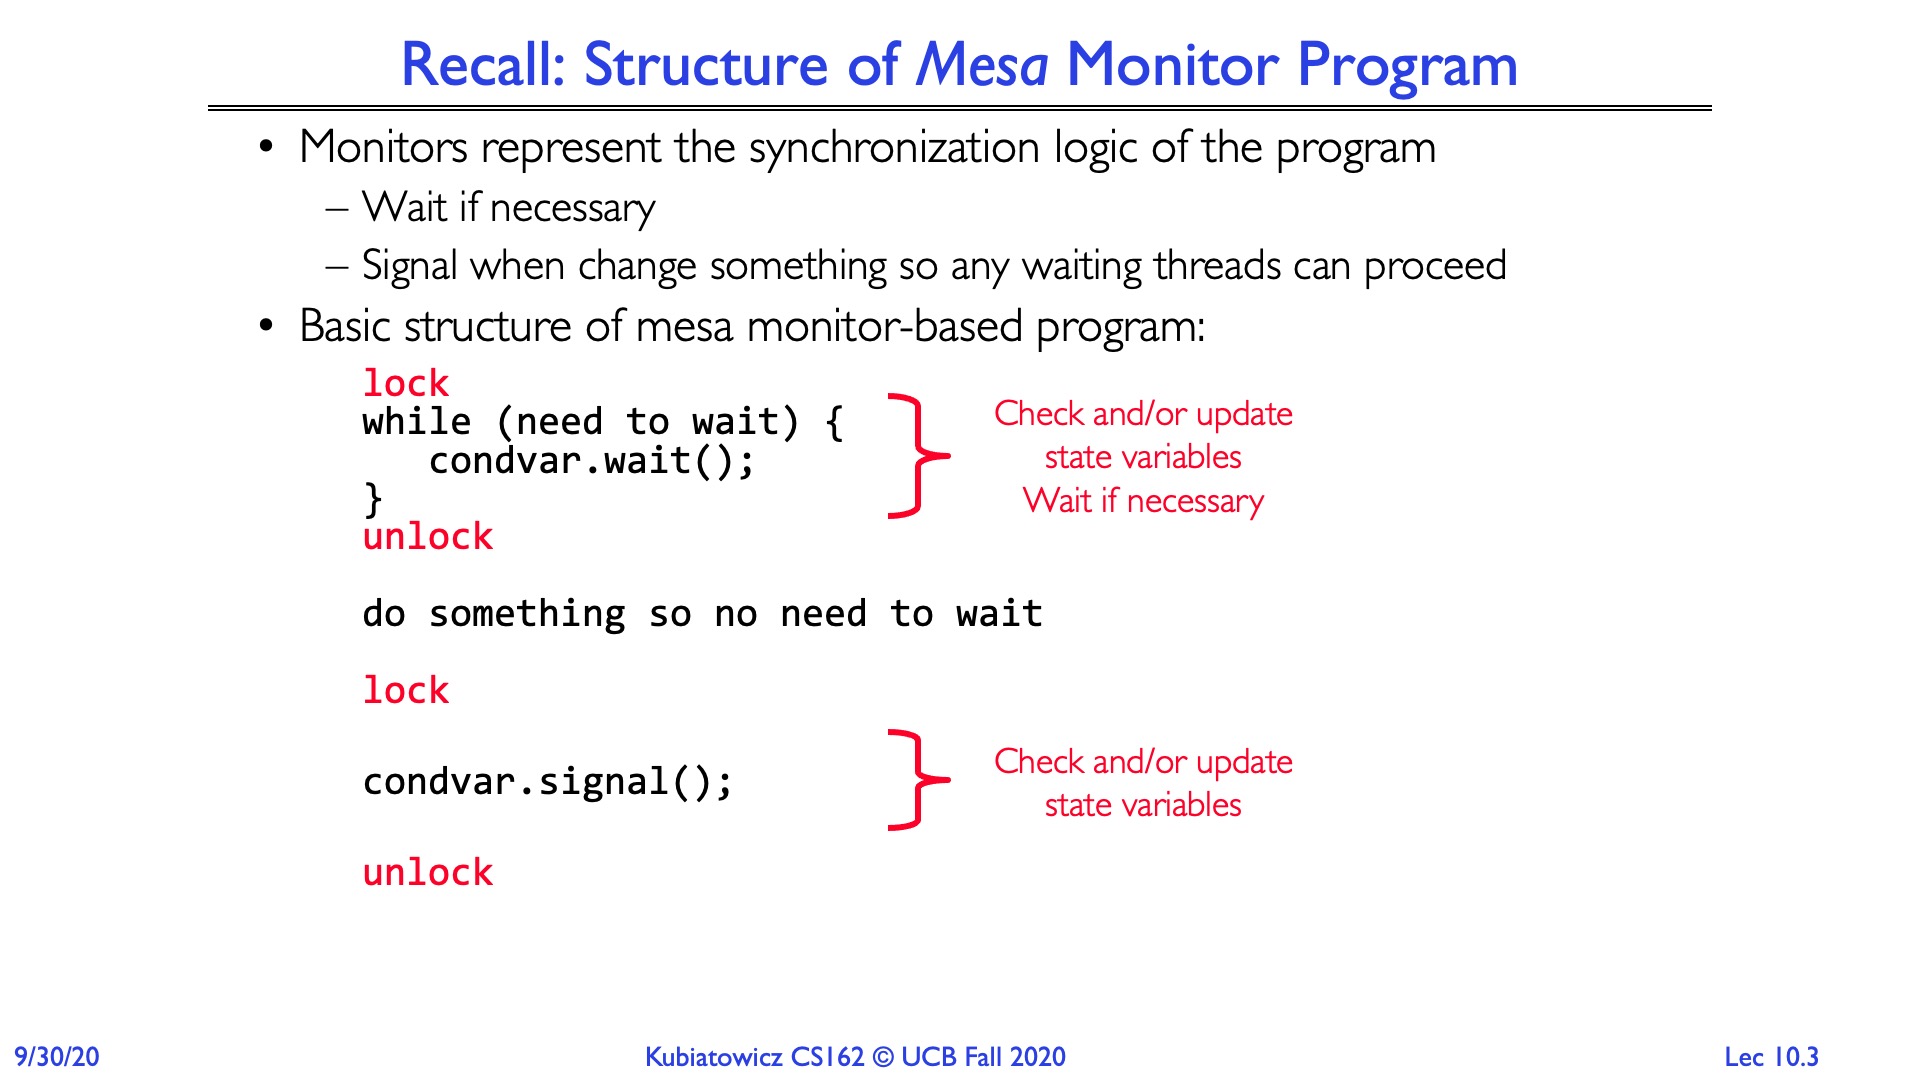 Recall: Structure of Mesa Monitor Program
• Monitors represent the synchronization logic of the program
– Wait if necessary
– Signal when change something so any waiting threads can proceed
• Basic structure of mesa monitor-based program:
lock
while (need to wait) {
condvar.wait();
}
unlock
Check and/or update
state variables
Wait if necessary
do something so no need to wait
lock
condvar.signal();
unlock
Check and/or update
state variables
9/30/20
Kubiatowicz CS162 © UCB Fall 2020
Lec 10.3